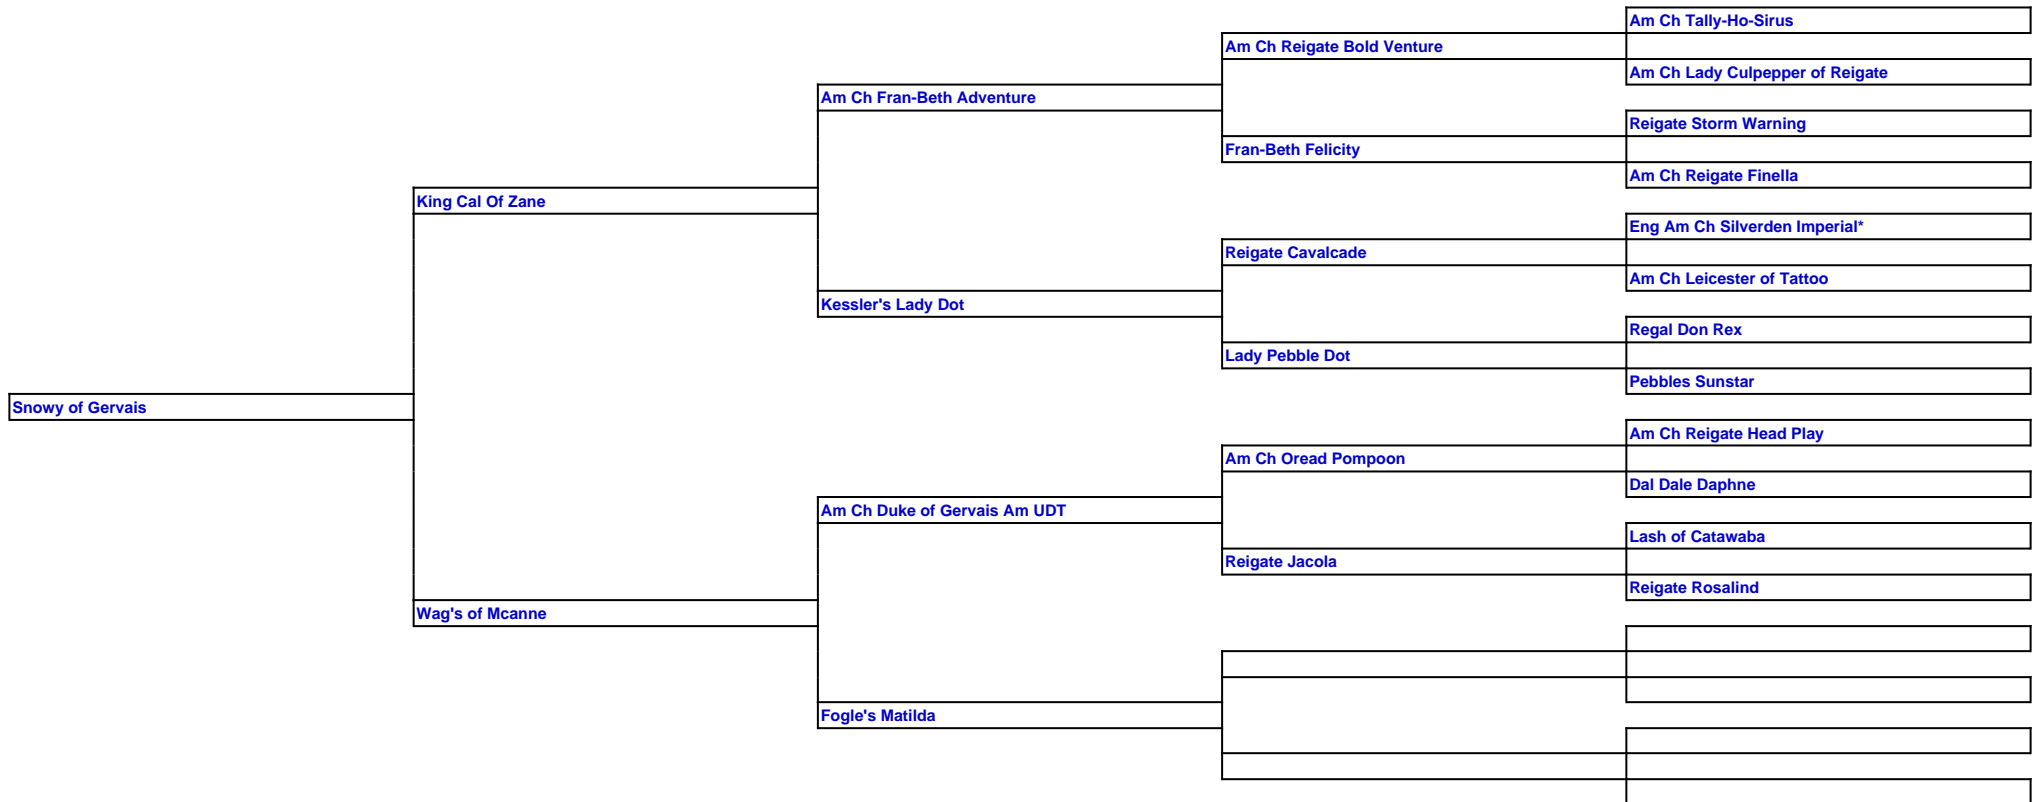 Am Ch Tally-Ho-Sirus
Am Ch Reigate Bold Venture
Am Ch Lady Culpepper of Reigate
Am Ch Fran-Beth Adventure
Reigate Storm Warning
Fran-Beth Felicity
Am Ch Reigate Finella
King Cal Of Zane
Eng Am Ch Silverden Imperial*
Reigate Cavalcade
Am Ch Leicester of Tattoo
Kessler's Lady Dot
Regal Don Rex
Lady Pebble Dot
Pebbles Sunstar
Snowy of Gervais
Am Ch Reigate Head Play
Am Ch Oread Pompoon
Dal Dale Daphne
Am Ch Duke of Gervais Am UDT
Lash of Catawaba
Reigate Jacola
Reigate Rosalind
Wag's of Mcanne
Fogle's Matilda